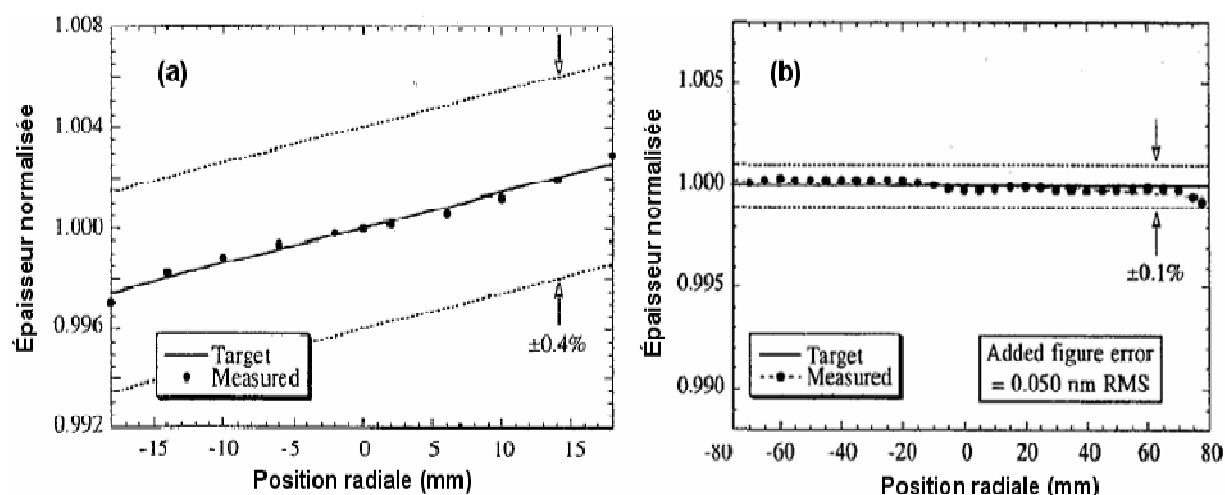 (a)
Épaisseur normalisée
1.008
1.004
1.000
0.996
0.992
±0.4%
Target
Measured
-15 -10 -5 0 5 10 15
Position radiale (mm)
(b)
Épaisseur normalisée
1.005
1.000
0.995
0.990
±0.1%
Target
Measured
Added figure error
= 0.050 nm RMS
-80 -60 -40 -20 0 20 40 60 80
Position radiale (mm)